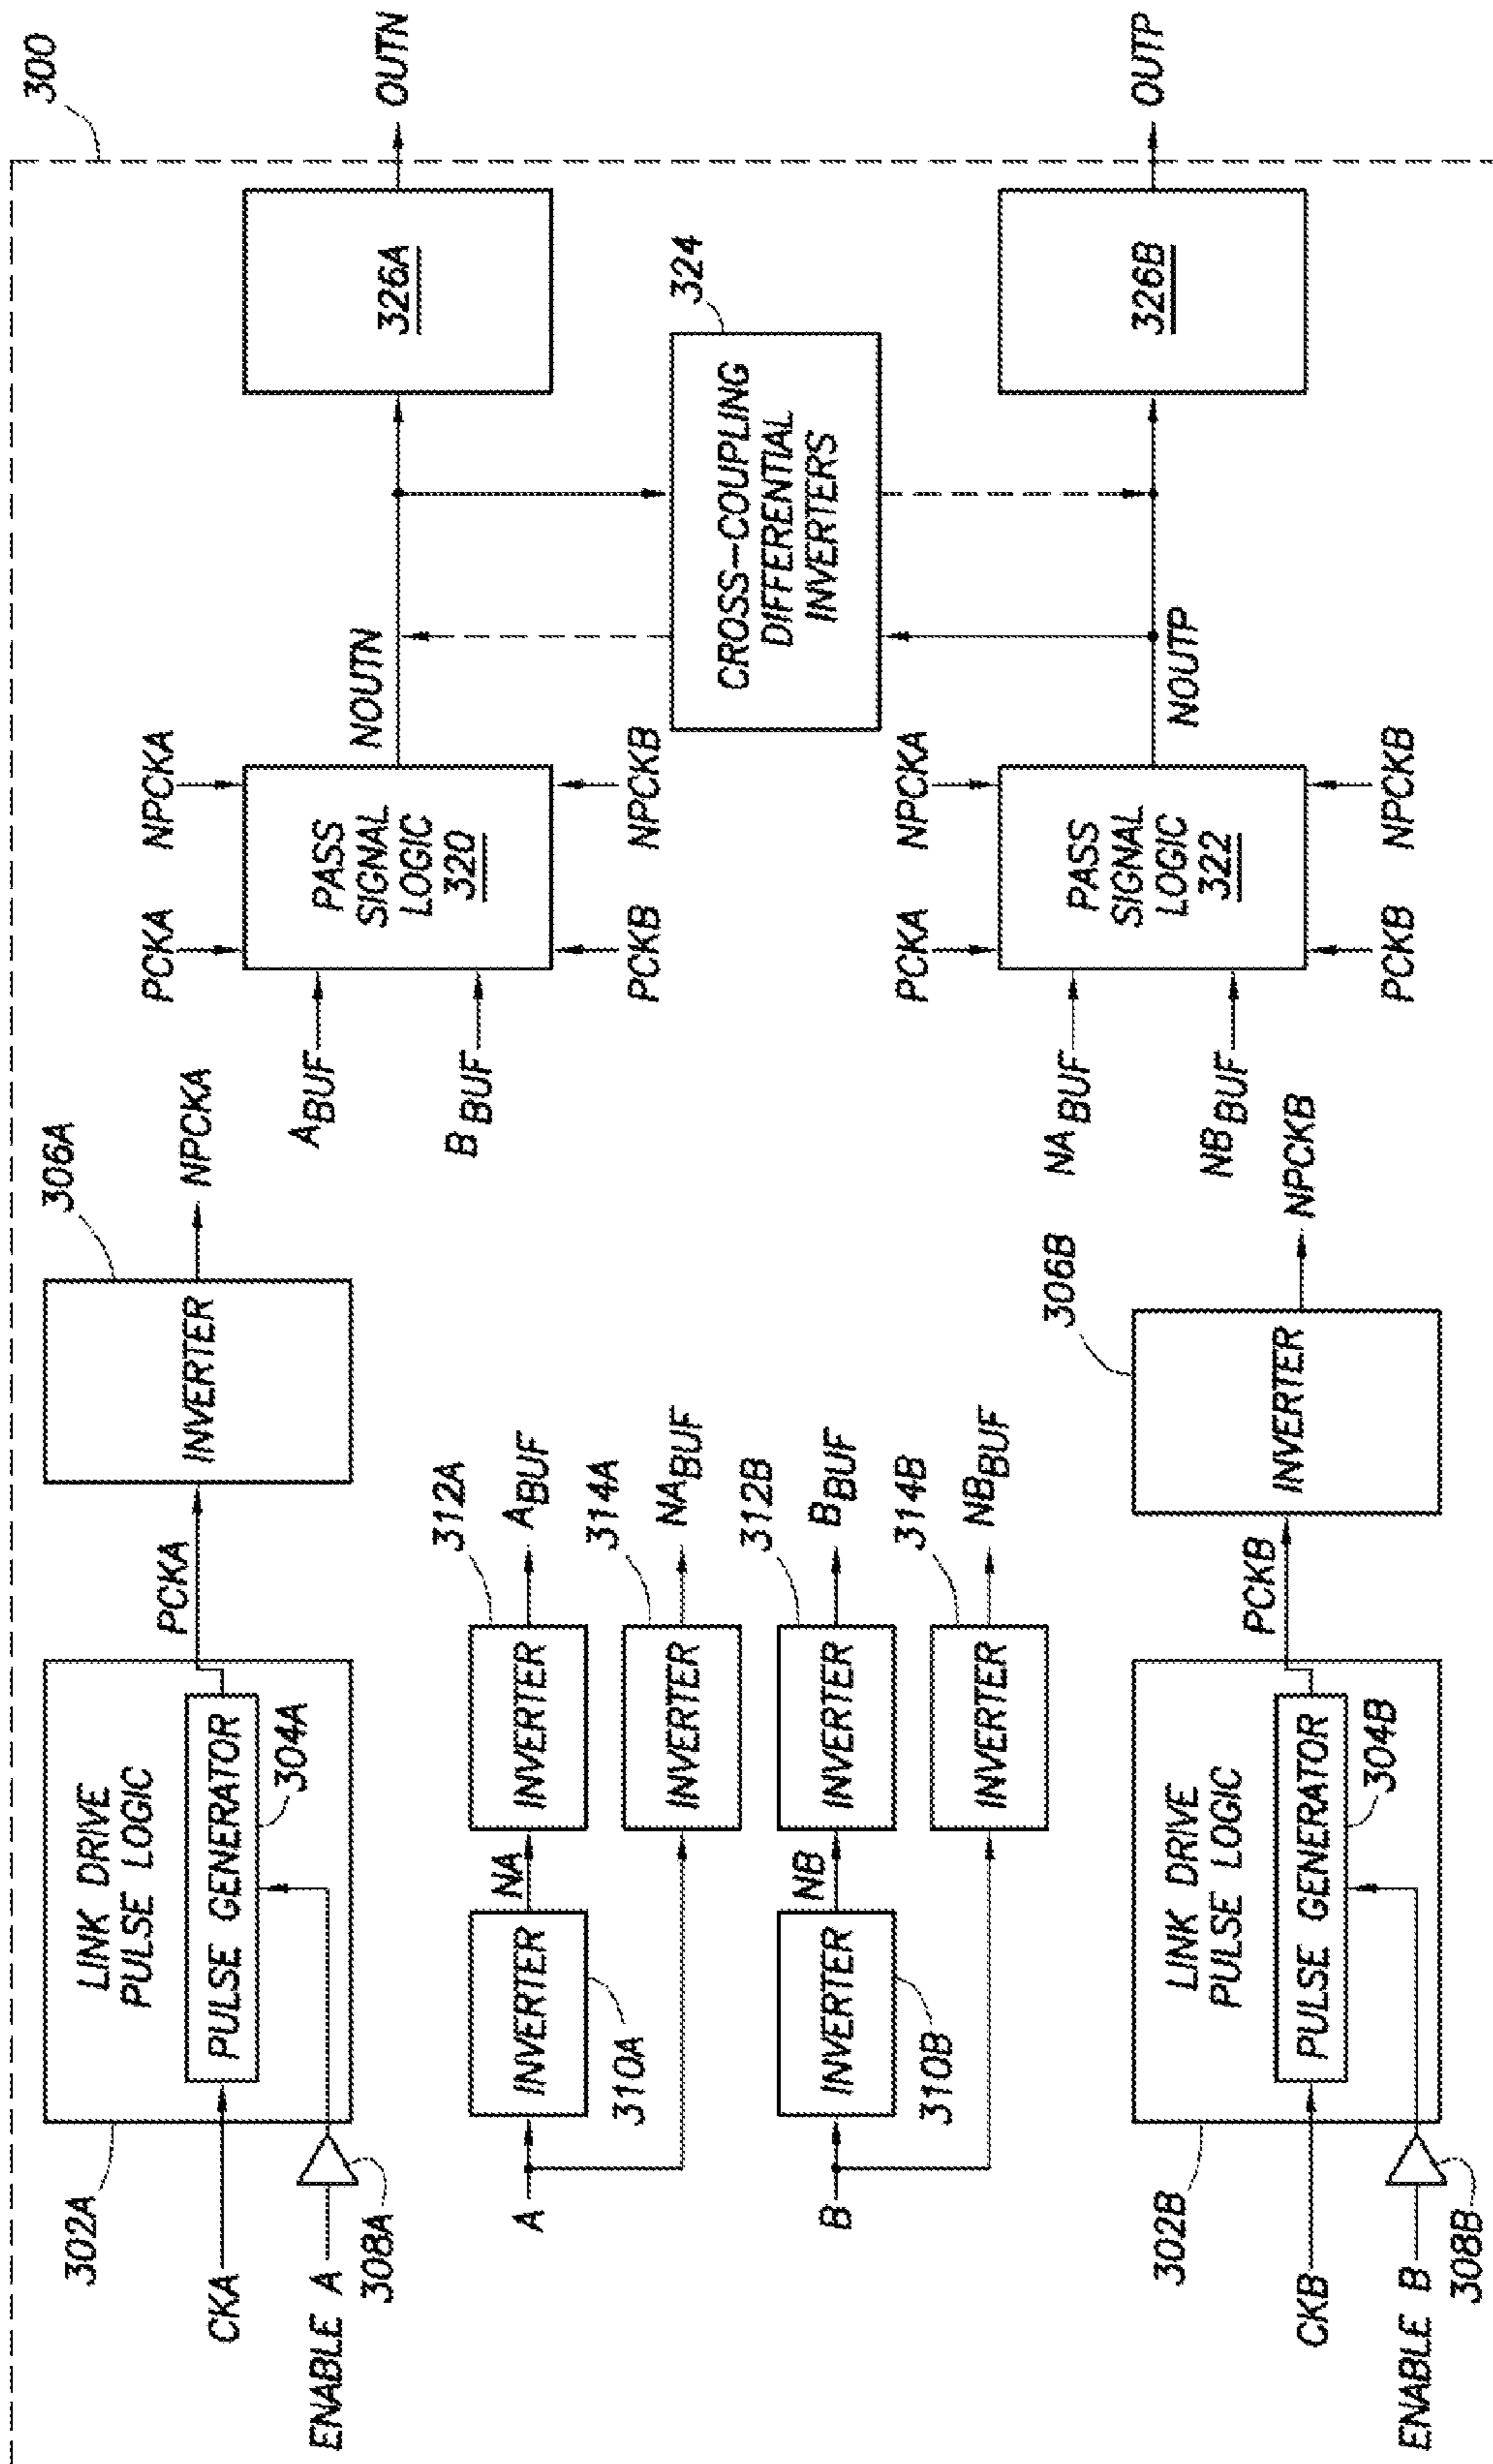 300
302A
LINK DRIVE
PULSE LOGIC
PULSE GENERATOR
304A
CKA
ENABLE A
308A
PCKA
306A
INVERTER
NPCKA
A
INVERTER
310A
NA
INVERTER
312A
ABUF
INVERTER
314A
NABUF
B
INVERTER
310B
NB
INVERTER
312B
BBUF
INVERTER
314B
NBBUF
302B
LINK DRIVE
PULSE LOGIC
PULSE GENERATOR
304B
CKB
ENABLE B
308B
PCKB
306B
INVERTER
NPCKB
PCKA
NPCKA
ABUF
BBUF
PASS
SIGNAL
LOGIC
320
PCKB
NPCKB
NOUTN
326A
OUTN
324
CROSS-COUPLING
DIFFERENTIAL
INVERTERS
PCKA
NPCKA
NABUF
NBBUF
PASS
SIGNAL
LOGIC
322
PCKB
NPCKB
NOUTP
326B
OUTP